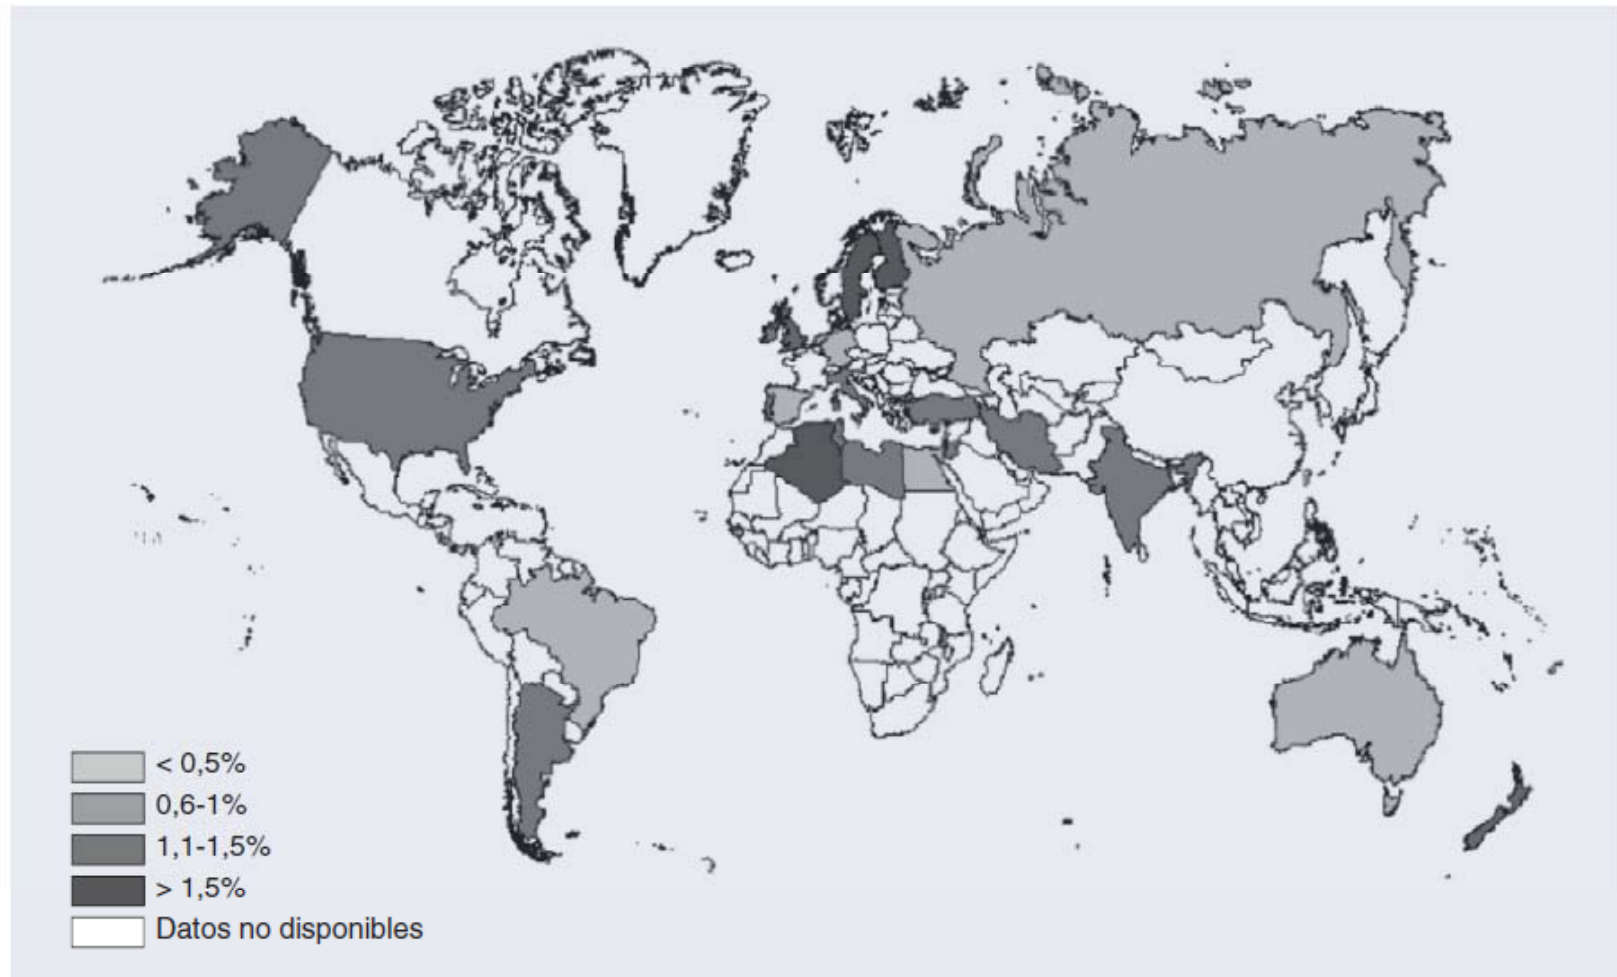 < 0,5%
0,6-1%
1,1-1,5%
> 1,5%
Datos no disponibles